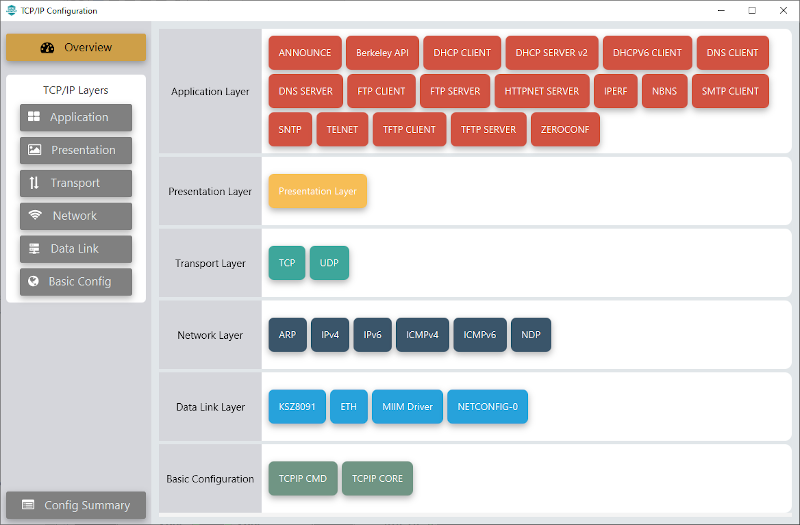 TCP/IP Configuration
Overview
TCP/IP Layers
Application
Presentation
Transport
Network
Data Link
Basic Config
Config Summary
Application Layer
ANNOUNCE Berkeley API DHCP CLIENT DHCP SERVER v2 DHCPV6 CLIENT DNS CLIENT
DNS SERVER FTP CLIENT FTP SERVER HTTPNET SERVER IPERF NBNS SMTP CLIENT
SNTP TELNET TFTP CLIENT TFTP SERVER ZEROCONF
Presentation Layer
Presentation Layer
Transport Layer
TCP UDP
Network Layer
ARP IPv4 IPv6 ICMPv4 ICMPv6 NDP
Data Link Layer
KSZ8091 ETH MIIM Driver NETCONFIG-0
Basic Configuration
TCPIP CMD TCPIP CORE